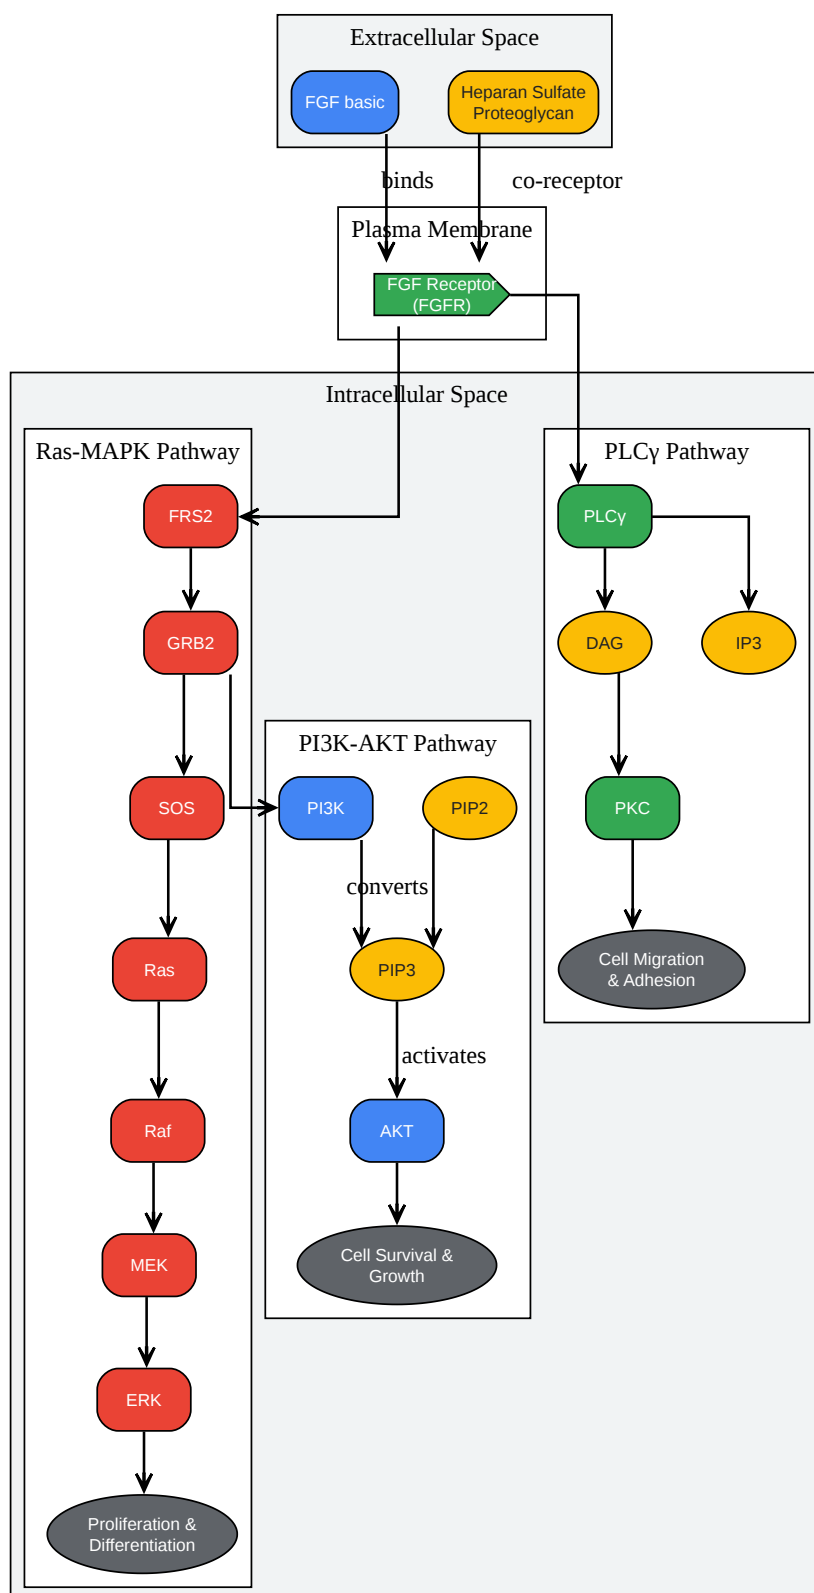 Extracellular Space
FGF basic
Heparan Sulfate
Proteoglycan
binds
co-receptor
Plasma Membrane
FGF Receptor
(FGFR)
Intracellular Space
Ras-MAPK Pathway
FRS2
GRB2
SOS
Ras
Raf
MEK
ERK
Proliferation &
Differentiation
PI3K-AKT Pathway
PI3K
PIP2
converts
PIP3
activates
AKT
Cell Survival &
Growth
PLCγ Pathway
PLCγ
DAG
IP3
PKC
Cell Migration
& Adhesion